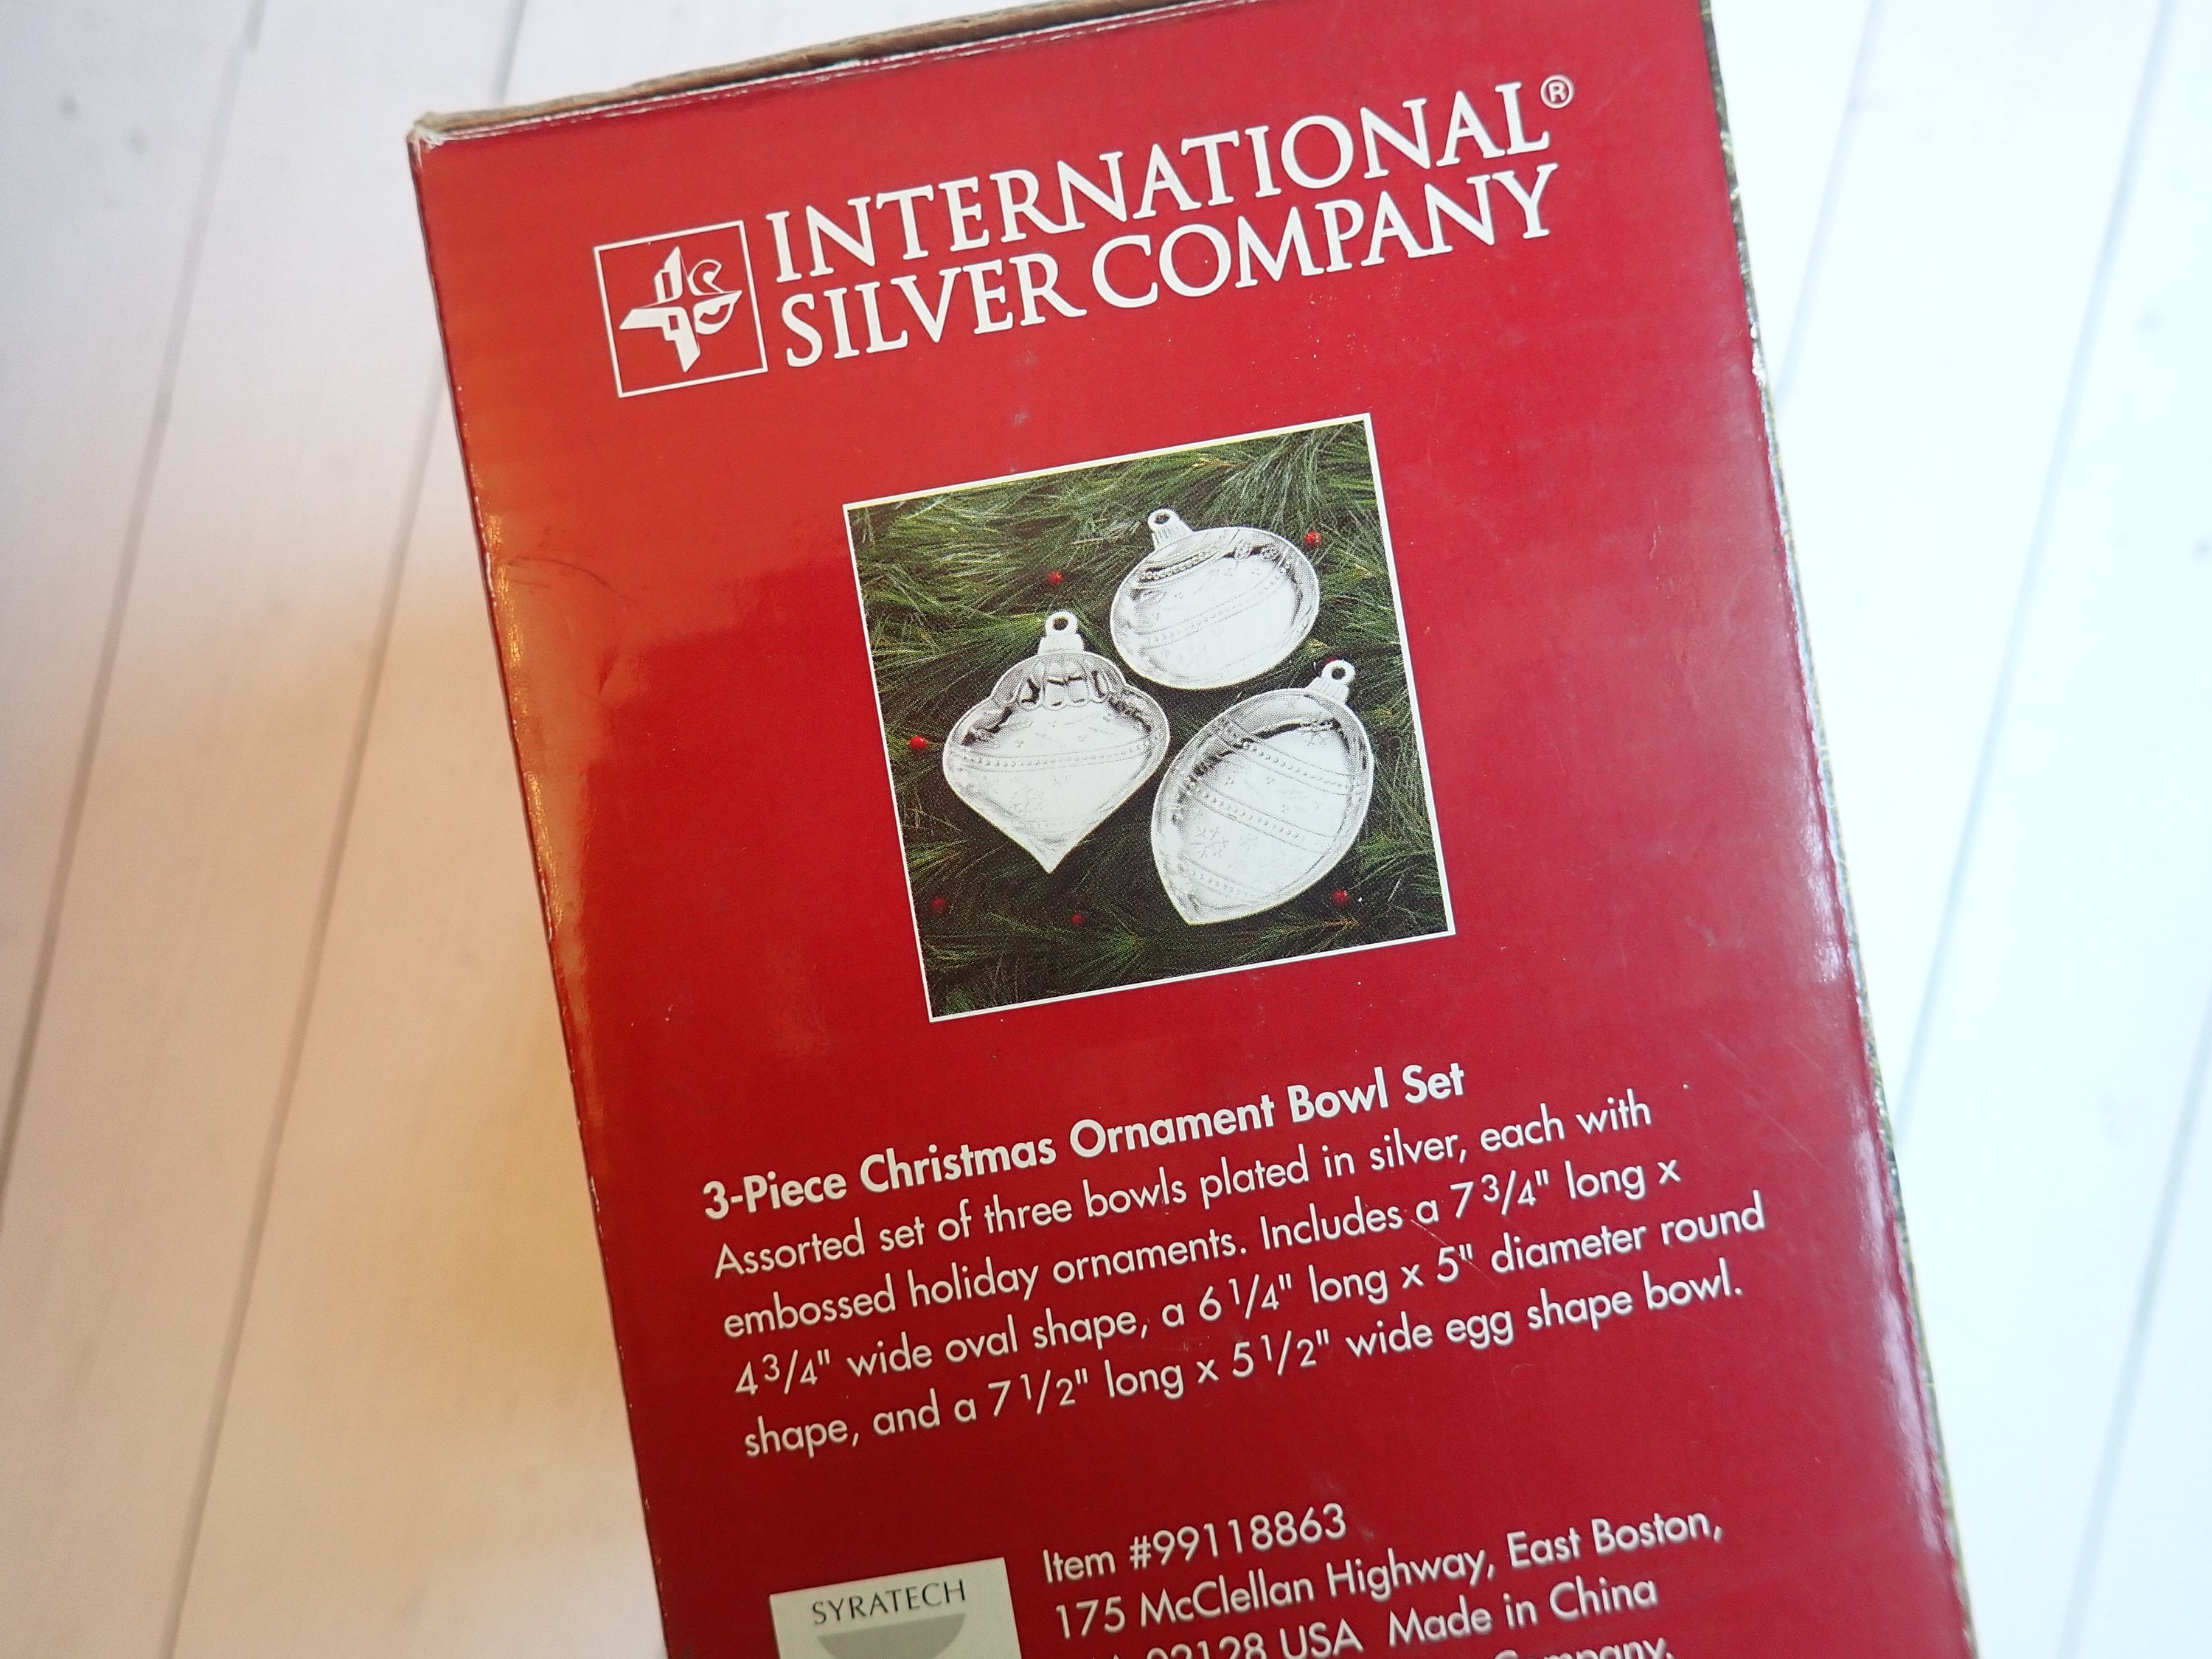 INTERNATIONAL®
SILVER COMPANY
3-Piece Christmas Ornament Bowl Set
Assorted set of three bowls plated in silver, each with
embossed holiday ornaments. Includes a 7 3/4" long x
4 3/4" wide oval shape, a 6 1/4" long x 5" diameter round
shape, and a 7 1/2" long x 5 1/2" wide egg shape bowl.
Item #99118863
175 McClellan Highway, East Boston,
02128 USA Made in China
Company.
SYRATECH